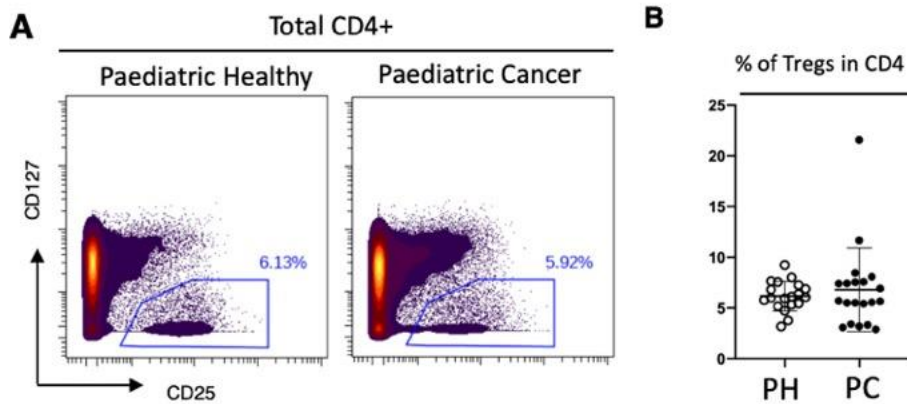 A
Total CD4+
Paediatric Healthy
Paediatric Cancer
CD127
6.13%
5.92%
CD25
B
% of Tregs in CD4
25
20
15
10
5
0
PH
PC